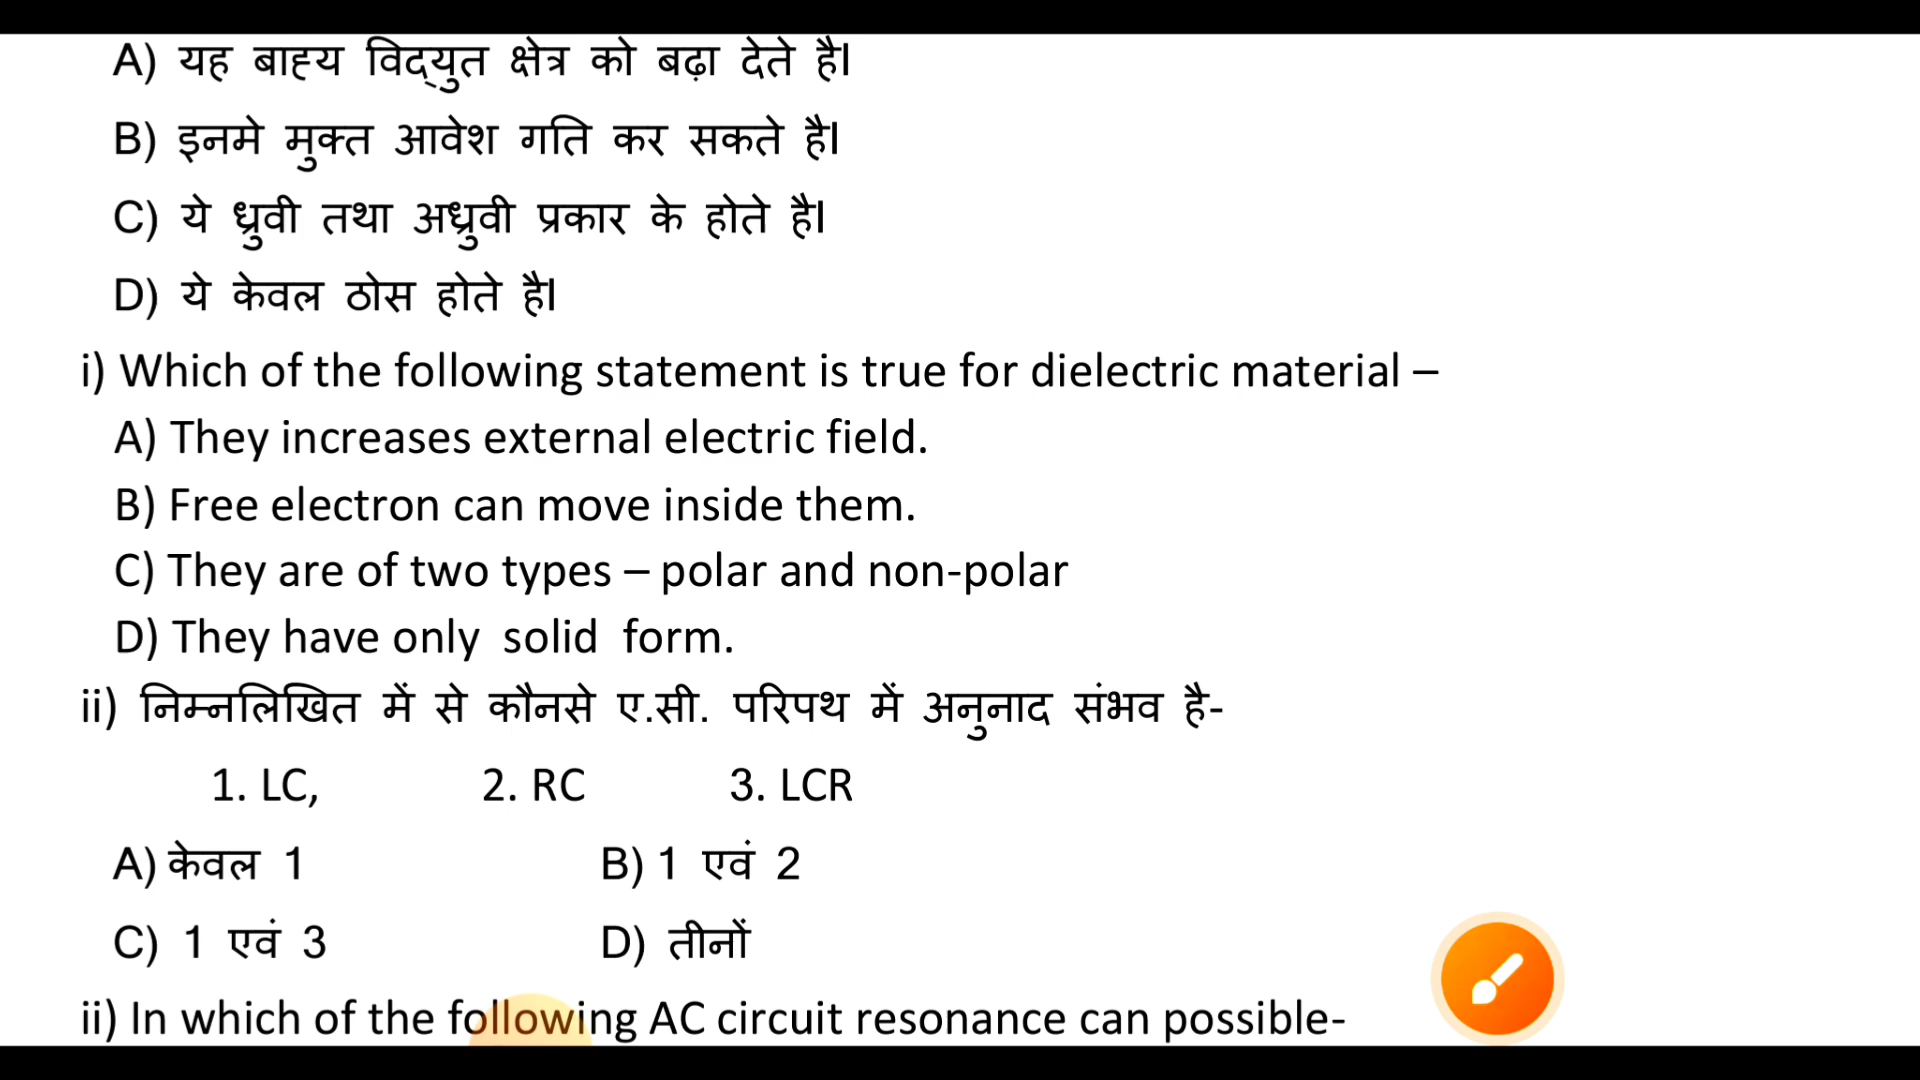 A) यह बाह्य विद्युत क्षेत्र को बढ़ा देते है।
B) इनमे मुक्त आवेश गति कर सकते है।
C) ये ध्रुवी तथा अध्रुवी प्रकार के होते है।
D) ये केवल ठोस होते है।
i) Which of the following statement is true for dielectric material –
A) They increases external electric field.
B) Free electron can move inside them.
C) They are of two types – polar and non-polar
D) They have only solid form.
ii) निम्नलिखित में से कौनसे ए.सी. परिपथ में अनुनाद संभव है-
1. LC, 2. RC 3. LCR
A) केवल 1 B) 1 एवं 2
C) 1 एवं 3 D) तीनों
ii) In which of the following AC circuit resonance can possible-